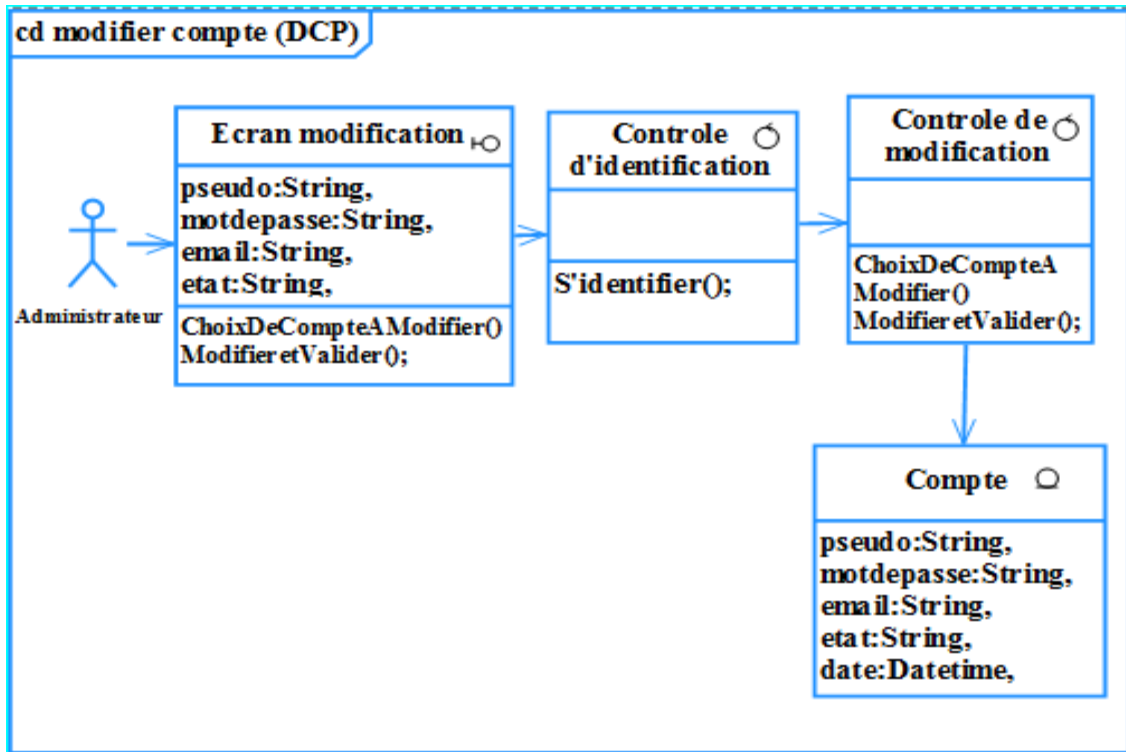 cd modifier compte (DCP)
Administrateur
Ecran modification
pseudo:String,
motdepasse:String,
email:String,
etat:String,
ChoixDeCompteAModifier()
ModifieretValider();
Controle
d'identification
S'identifier();
Controle de
modification
ChoixDeCompteA
Modifier()
ModifieretValider();
Compte
pseudo:String,
motdepasse:String,
email:String,
etat:String,
date:Datetime,